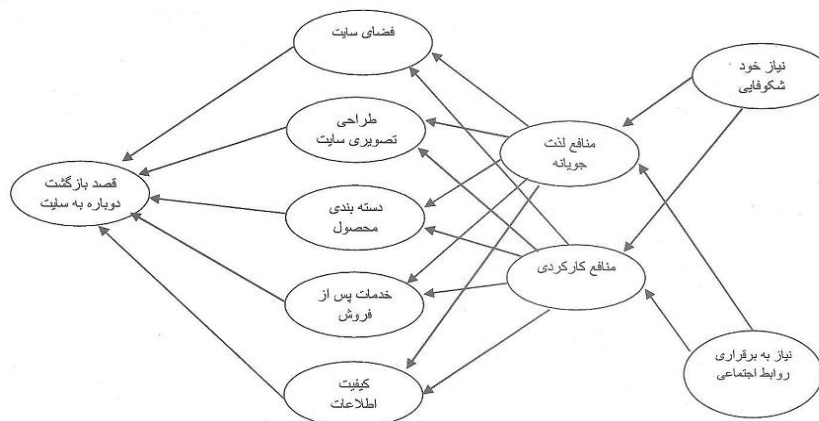 نیاز خود
شکوفایی
نیاز به برقراری
روابط اجتماعی
منافع لذت
جویانه
منافع کارکردی
فضای سایت
طراحی
تصویری سایت
دسته بندی
محصول
خدمات پس از
فروش
کیفیت
اطلاعات
قصد بازگشت
دوباره به سایت